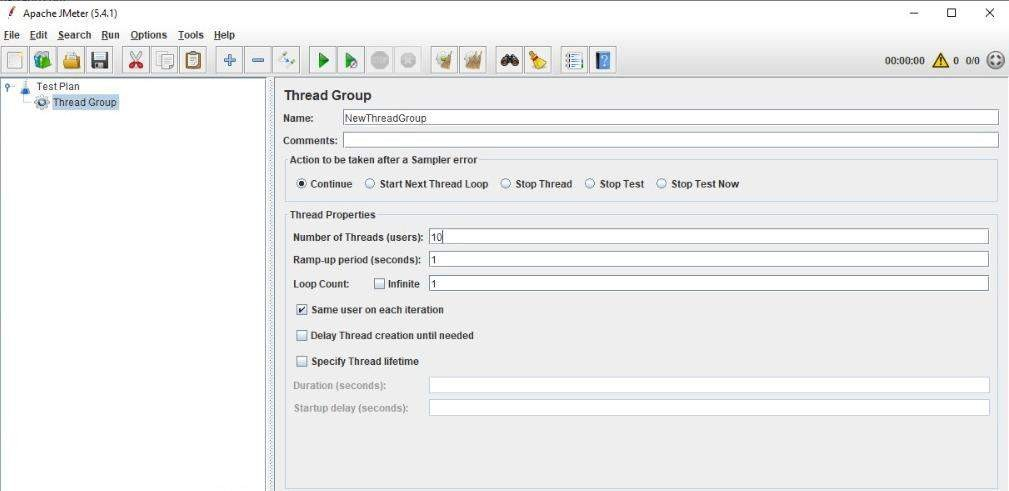 Apache JMeter (5.4.1)
File Edit Search Run Options Tools Help
00:00:00 0 0/0
Test Plan
Thread Group
Thread Group
Name: NewThreadGroup
Comments:
Action to be taken after a Sampler error
Continue Start Next Thread Loop Stop Thread Stop Test Stop Test Now
Thread Properties
Number of Threads (users): 10
Ramp-up period (seconds): 1
Loop Count: Infinite 1
Same user on each iteration
Delay Thread creation until needed
Specify Thread lifetime
Duration (seconds):
Startup delay (seconds):